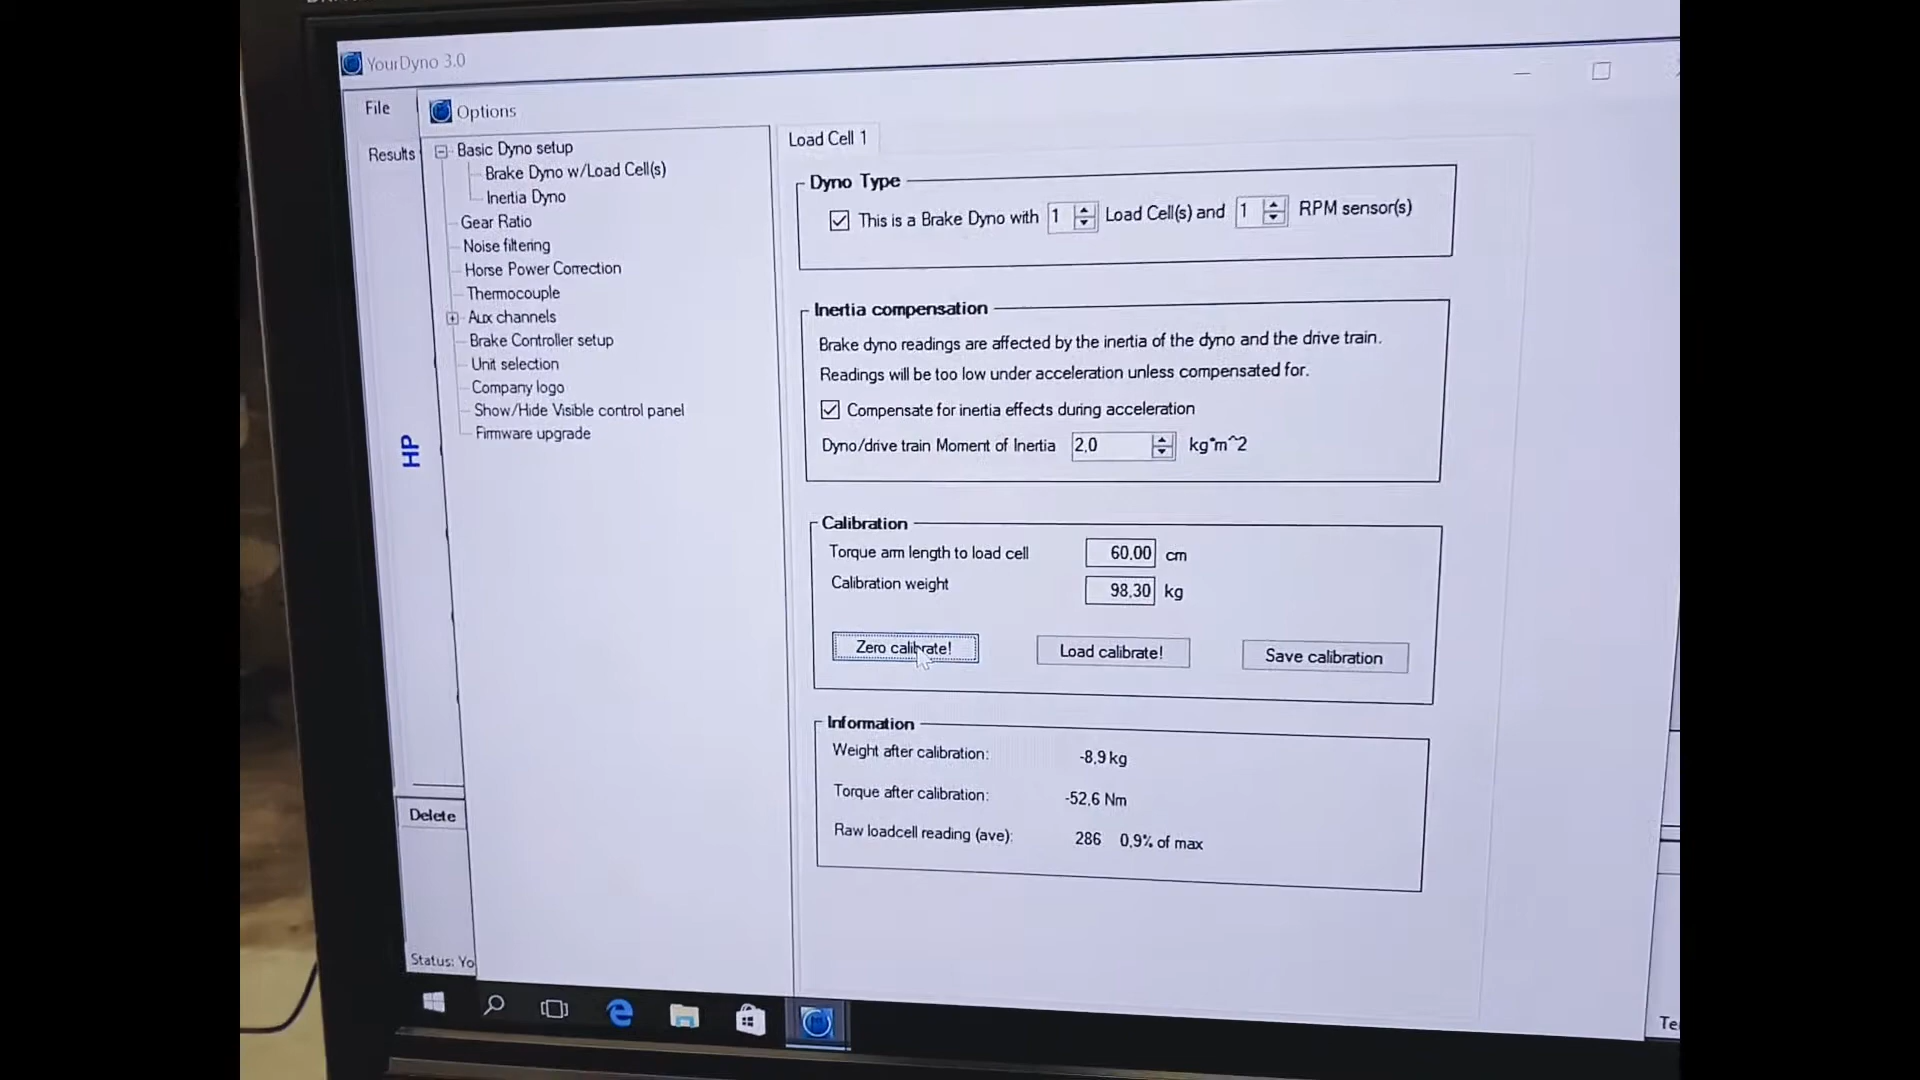 YourDyno 3.0
File
Options
Results
Basic Dyno setup
Brake Dyno w/Load Cell(s)
Inertia Dyno
Gear Ratio
Noise filtering
Horse Power Correction
Thermocouple
Aux channels
Brake Controller setup
Unit selection
Company logo
Show/Hide Visible control panel
Firmware upgrade
HP
Delete
Status: Yo
Load Cell 1
Dyno Type
This is a Brake Dyno with 1 Load Cell(s) and 1 RPM sensor(s)
Inertia compensation
Brake dyno readings are affected by the inertia of the dyno and the drive train.
Readings will be too low under acceleration unless compensated for.
Compensate for inertia effects during acceleration
Dyno/drive train Moment of Inertia 2,0 kg*m^2
Calibration
Torque arm length to load cell 60,00 cm
Calibration weight 98,30 kg
Zero calibrate! Load calibrate! Save calibration
Information
Weight after calibration: -8,9 kg
Torque after calibration: -52,6 Nm
Raw loadcell reading (ave): 286 0,9% of max
Te